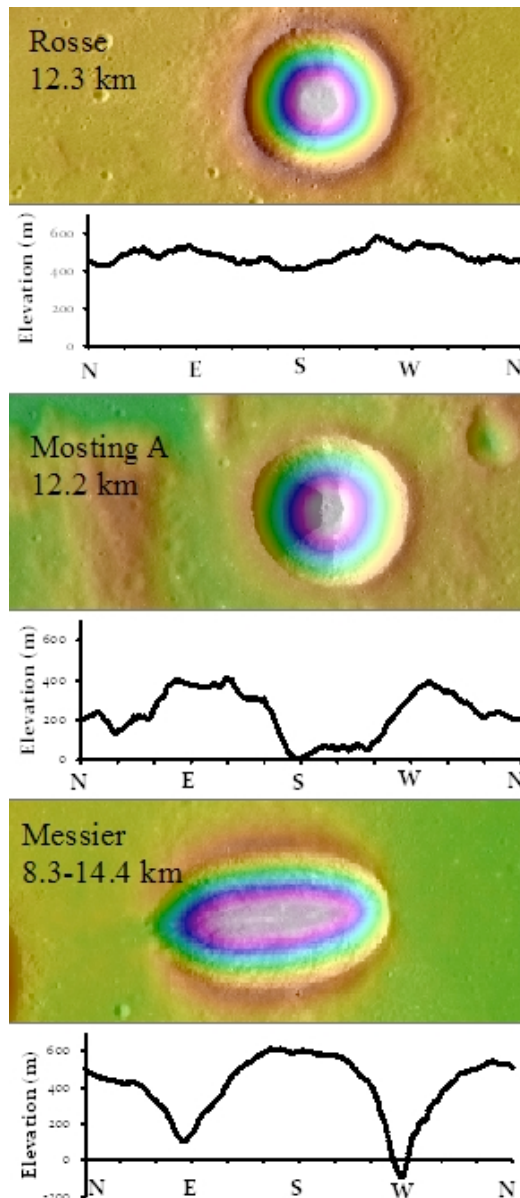 Rosse
12.3 km
Elevation (m)
600
400
200
0
N E S W N
Mosting A
12.2 km
Elevation (m)
600
400
200
0
N E S W N
Messier
8.3-14.4 km
Elevation (m)
600
400
200
0
-200
N E S W N